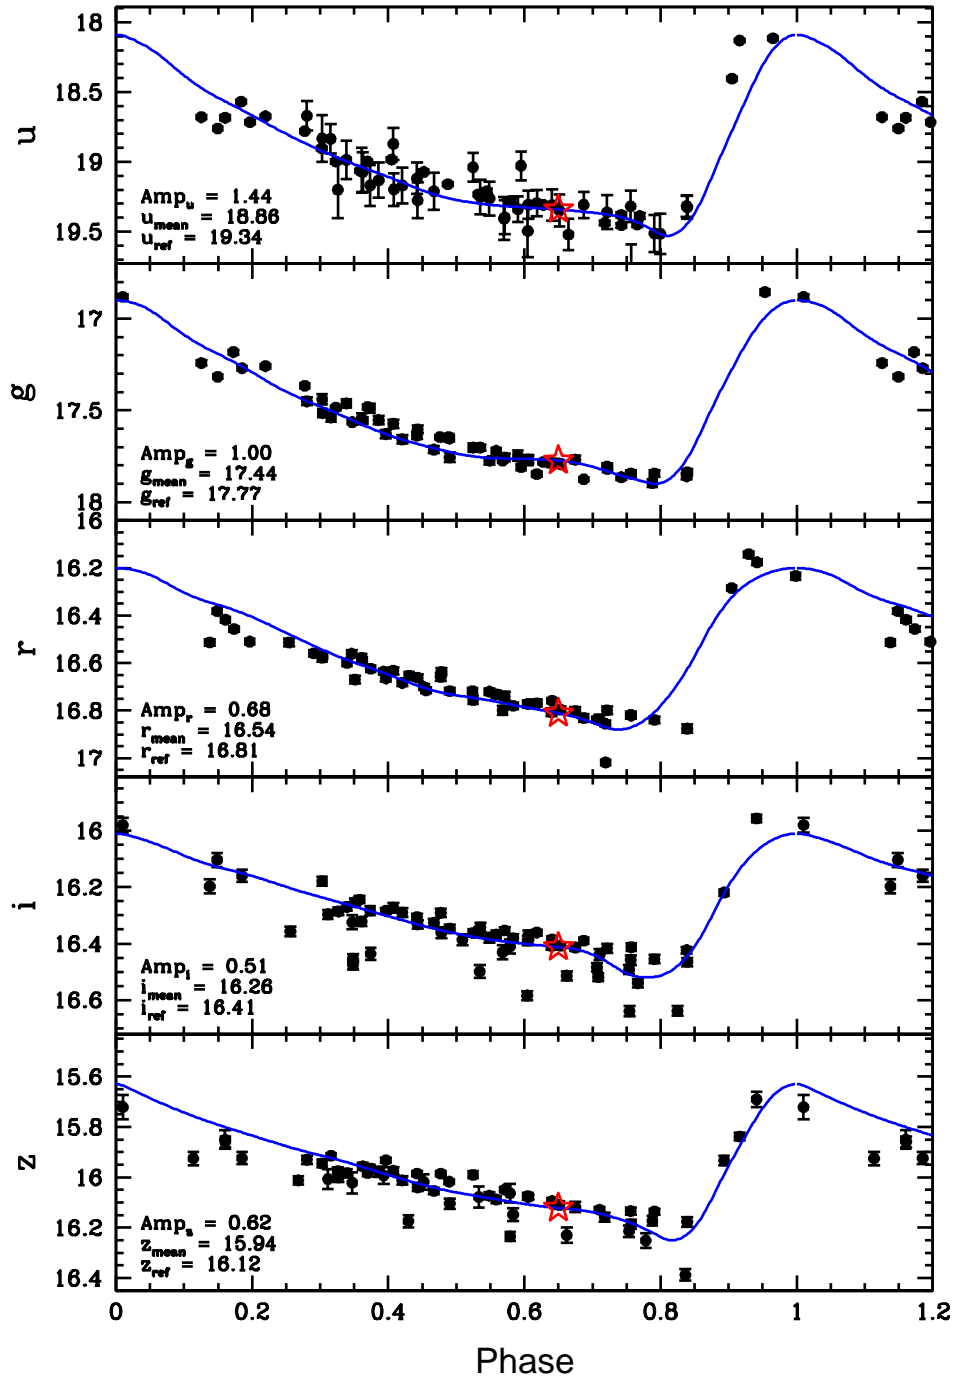 18
18.5
19
19.5
u
Amp_u = 1.44
u_mean = 18.86
u_ref = 19.34
17
17.5
18
g
Amp_g = 1.00
g_mean = 17.44
g_ref = 17.77
16
16.2
16.4
16.6
16.8
17
r
Amp_r = 0.68
r_mean = 16.54
r_ref = 16.81
16
16.2
16.4
16.6
i
Amp_i = 0.51
i_mean = 16.26
i_ref = 16.41
15.6
15.8
16
16.2
16.4
z
Amp_z = 0.62
z_mean = 15.94
z_ref = 16.12
0 0.2 0.4 0.6 0.8 1 1.2
Phase